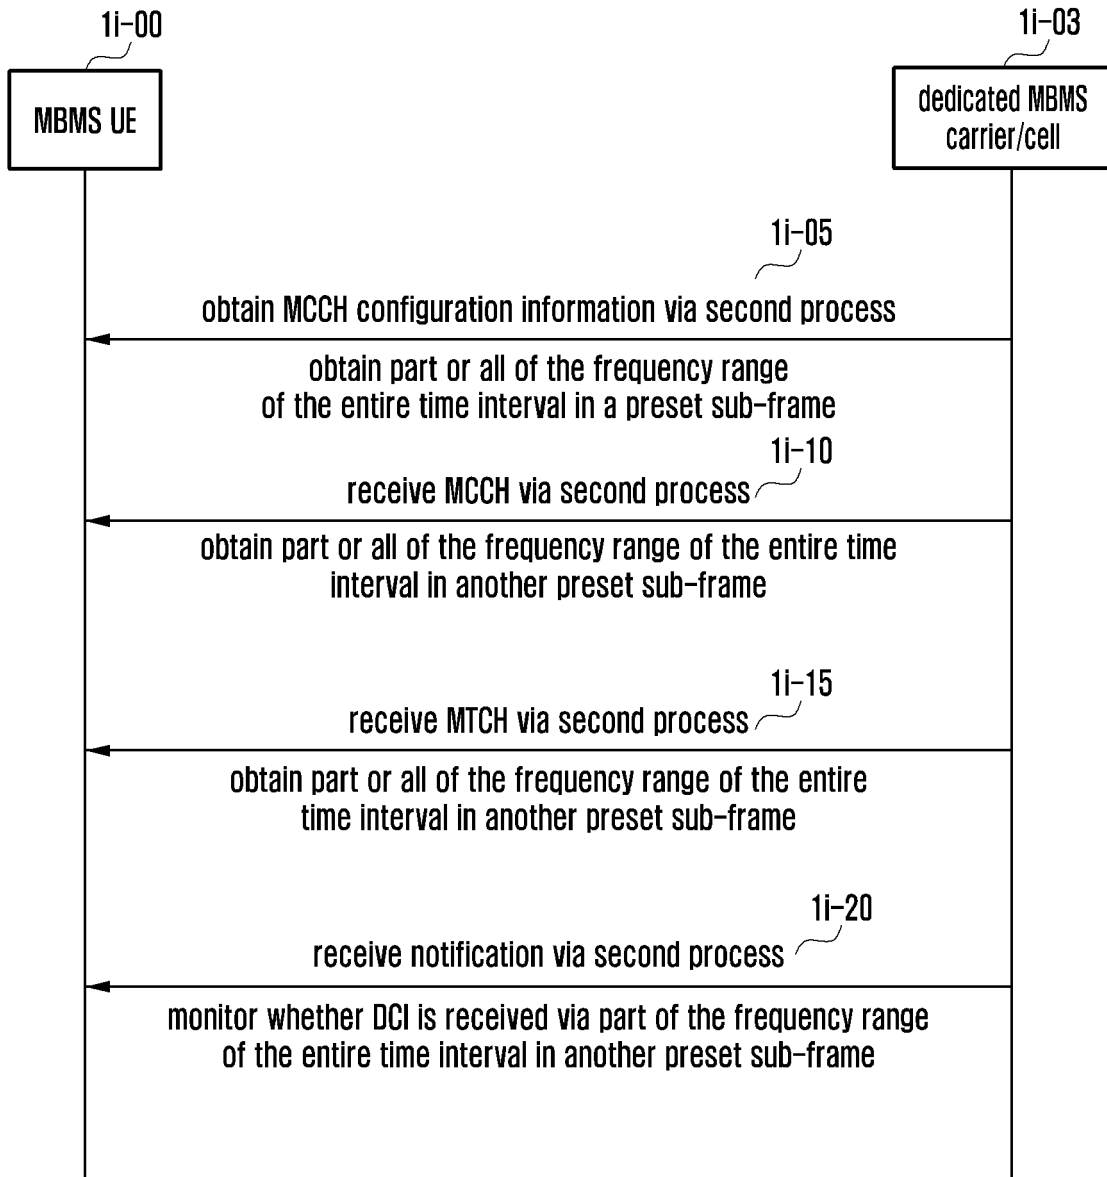 1i-00
1i-03
MBMS UE
dedicated MBMS
carrier/cell
1i-05
obtain MCCH configuration information via second process
obtain part or all of the frequency range
of the entire time interval in a preset sub-frame
1i-10
receive MCCH via second process
obtain part or all of the frequency range of the entire time
interval in another preset sub-frame
1i-15
receive MTCH via second process
obtain part or all of the frequency range of the entire
time interval in another preset sub-frame
1i-20
receive notification via second process
monitor whether DCI is received via part of the frequency range
of the entire time interval in another preset sub-frame